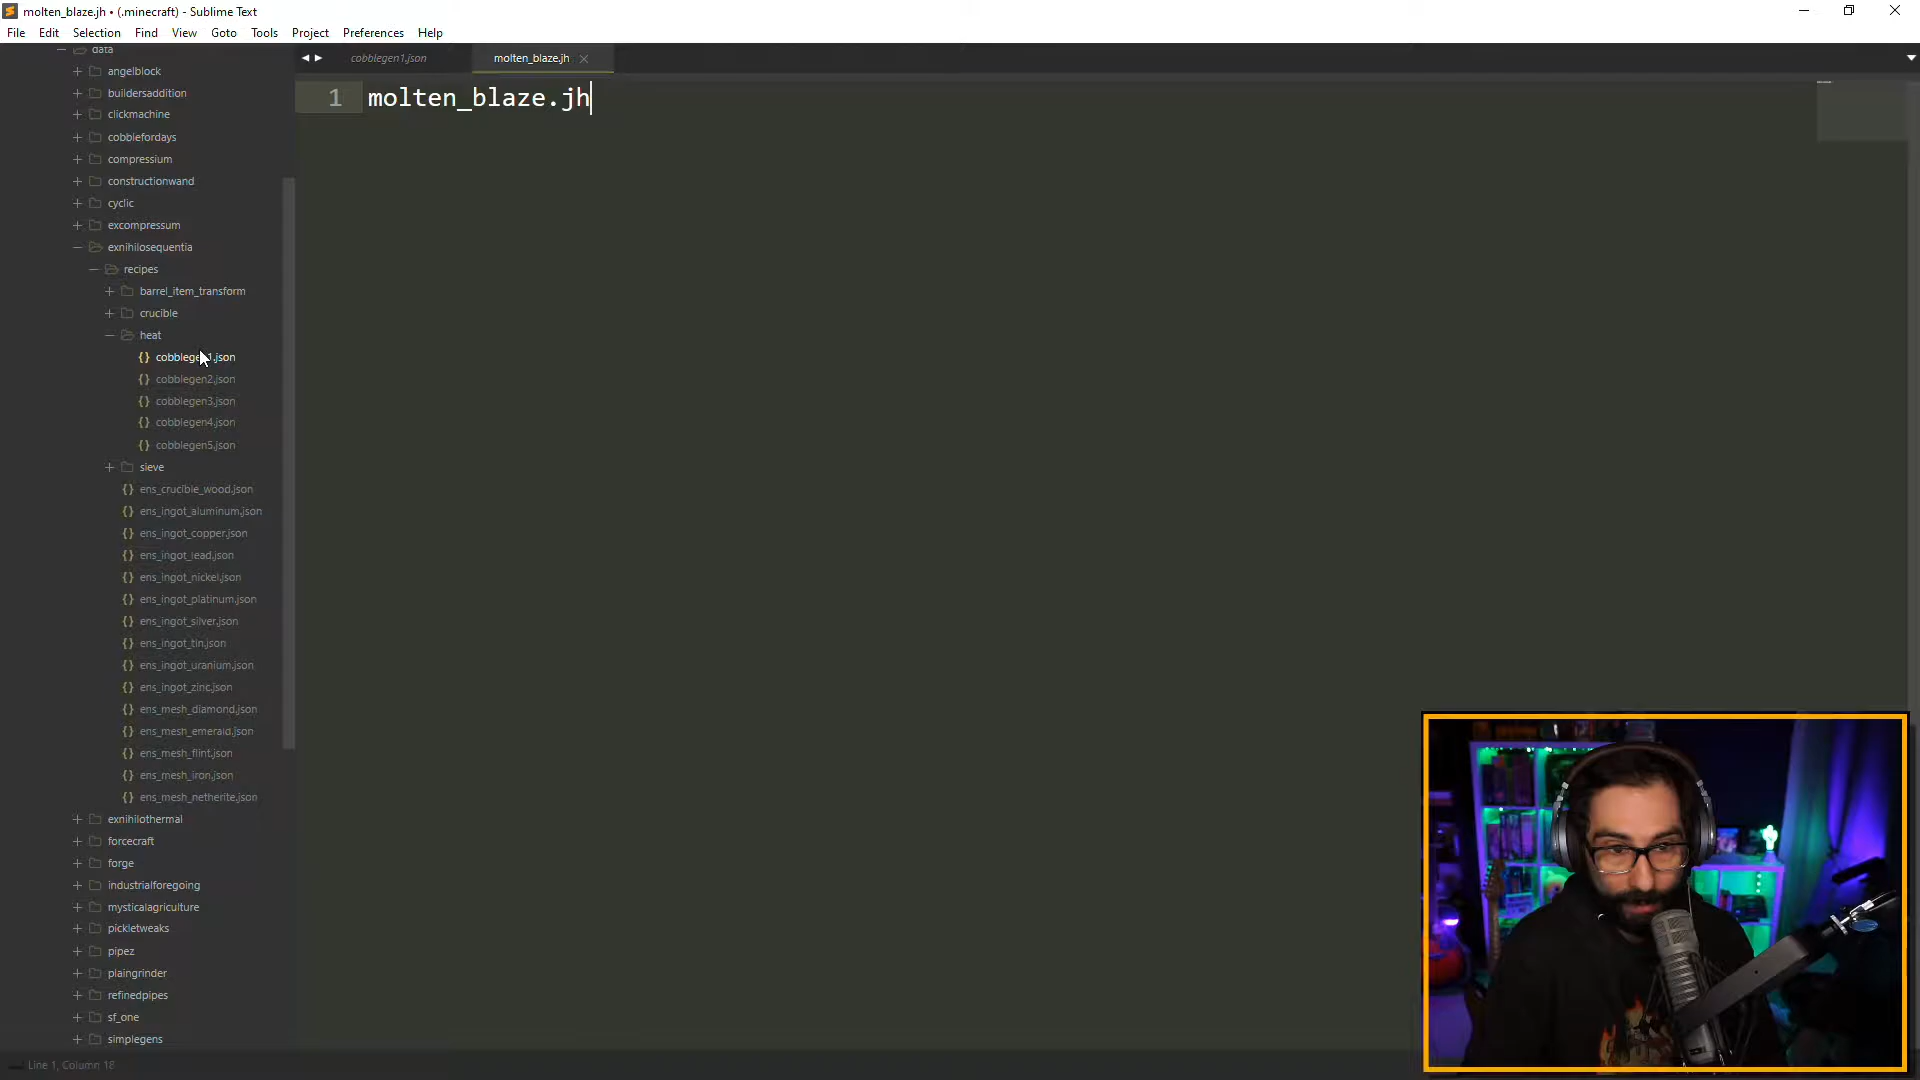 molten_blaze.jh • (.minecraft) - Sublime Text
File Edit Selection Find View Goto Tools Project Preferences Help
data
angelblock
buildersaddition
clickmachine
cobblefordays
compressium
constructionwand
cyclic
excompressum
exnihilosequentia
recipes
barrel_item_transform
crucible
heat
cobblegen1.json
cobblegen2.json
cobblegen3.json
cobblegen4.json
cobblegen5.json
sieve
ens_crucible_wood.json
ens_ingot_aluminum.json
ens_ingot_copper.json
ens_ingot_lead.json
ens_ingot_nickel.json
ens_ingot_platinum.json
ens_ingot_silver.json
ens_ingot_tin.json
ens_ingot_uranium.json
ens_ingot_zinc.json
ens_mesh_diamond.json
ens_mesh_emerald.json
ens_mesh_flint.json
ens_mesh_iron.json
ens_mesh_netherite.json
exnihilothermal
forcecraft
forge
industrialforegoing
mysticalagriculture
pickletweaks
pipez
plaingrinder
refinedpipes
sf_one
simplegens
cobblegen1.json molten_blaze.jh
1 molten_blaze.jh
Line 1, Column 18